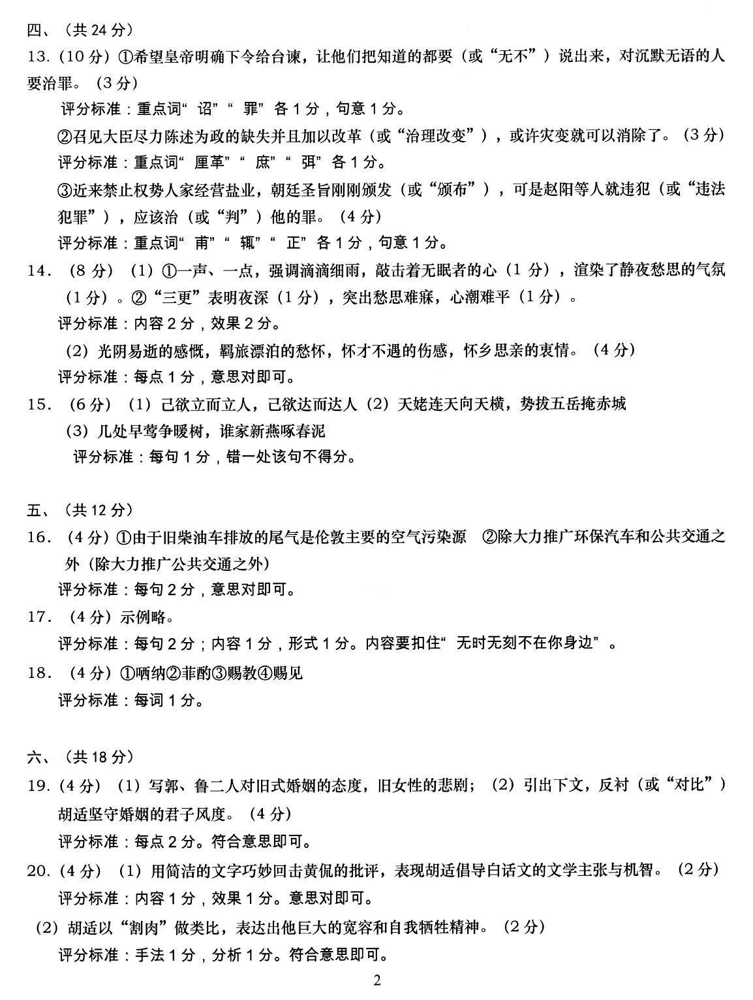 四、（共 24 分）
13.（10 分）①希望皇帝明确下令给台谏，让他们把知道的都要（或“无不”）说出来，对沉默无语的人
要治罪。（3 分）
评分标准：重点词“ 诏”“ 罪” 各 1 分，句意 1 分。
②召见大臣尽力陈述为政的缺失并且加以改革（或“治理改变”），或许灾变就可以消除了。（3 分）
评分标准：重点词“ 厘革”“ 庶”“ 弭” 各 1 分。
③近来禁止权势人家经营盐业，朝廷圣旨刚刚颁发（或“颁布”），可是赵阳等人就违犯（或“违法
犯罪”），应该治（或“判”）他的罪。（4 分）
评分标准：重点词“ 甫”“ 辄”“ 正” 各 1 分，句意 1 分。
14．（8 分）（1）①一声、一点，强调滴滴细雨，敲击着无眠者的心（1 分），渲染了静夜愁思的气氛
（1 分）。②“三更”表明夜深（1 分），突出愁思难寐，心潮难平（1 分）。
评分标准：内容 2 分，效果 2 分。
（2）光阴易逝的感慨，羁旅漂泊的愁怀，怀才不遇的伤感，怀乡思亲的衷情。（4 分）
评分标准：每点 1 分，意思对即可。
15．（6 分）（1）己欲立而立人，己欲达而达人（2）天姥连天向天横，势拔五岳掩赤城
（3）几处早莺争暖树，谁家新燕啄春泥
评分标准：每句 1 分，错一处该句不得分。
五、（共 12 分）
16．（4 分）①由于旧柴油车排放的尾气是伦敦主要的空气污染源　②除大力推广环保汽车和公共交通之
外（除大力推广公共交通之外）
评分标准：每句 2 分，意思对即可。
17．（4 分）示例略。
评分标准：每句 2 分；内容 1 分，形式 1 分。内容要扣住“ 无时无刻不在你身边” 。
18．（4 分）①哂纳②菲酌③赐教④赐见
评分标准：每词 1 分。
六、（共 18 分）
19.（4 分）（1）写郭、鲁二人对旧式婚姻的态度，旧女性的悲剧；（2）引出下文，反衬（或“对比”）
胡适坚守婚姻的君子风度。（4 分）
评分标准：每点 2 分。符合意思即可。
20.（4 分）（1）用简洁的文字巧妙回击黄侃的批评，表现胡适倡导白话文的文学主张与机智。（2 分）
评分标准：内容 1 分，效果 1 分。意思对即可。
（2）胡适以“割肉”做类比，表达出他巨大的宽容和自我牺牲精神。（2 分）
评分标准：手法 1 分，分析 1 分。符合意思即可。
2